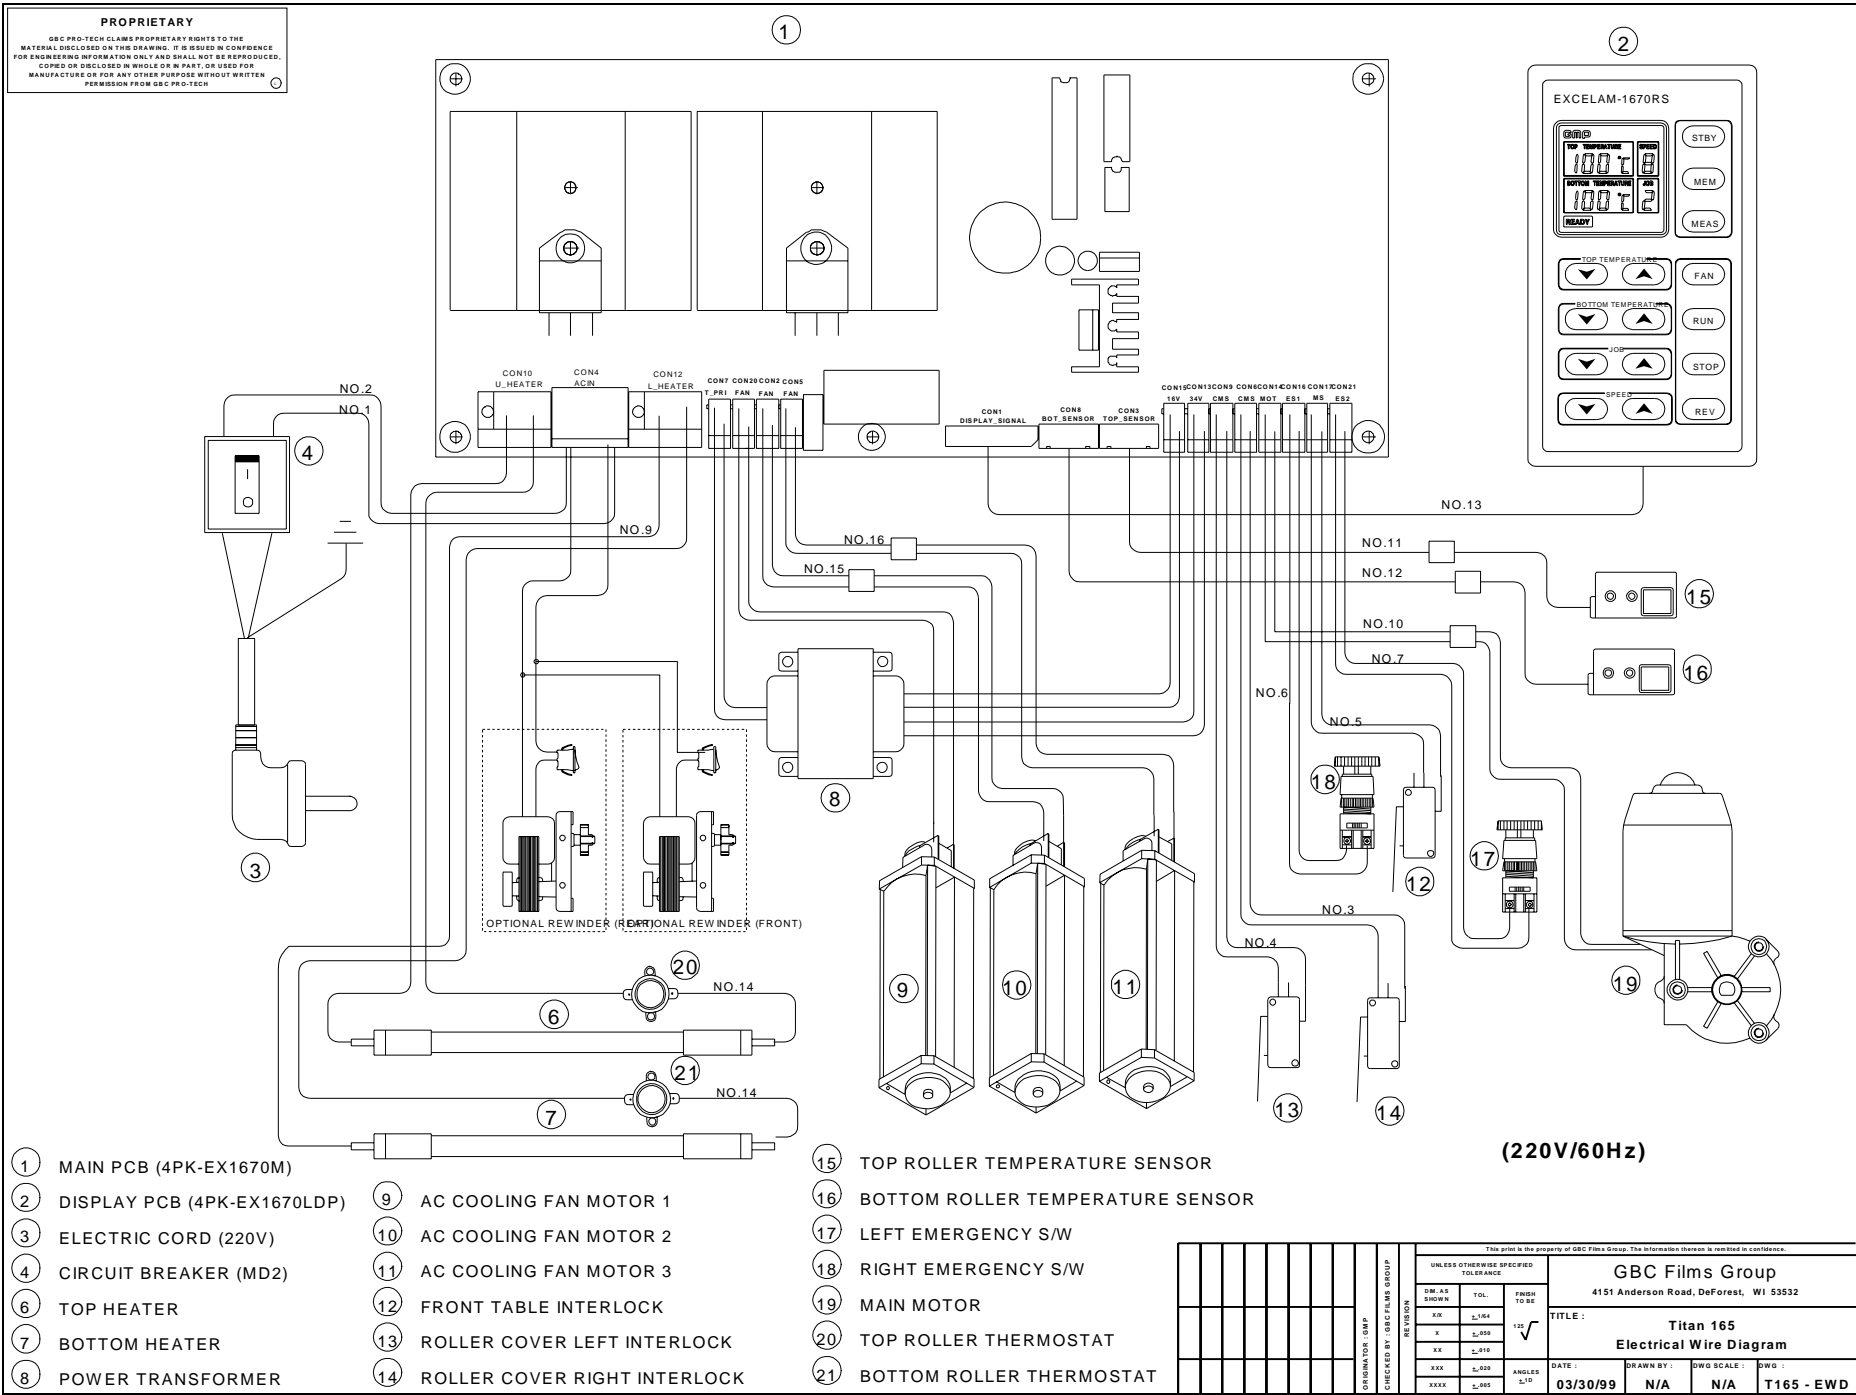 PROPRIETARY
GBC PRO-TECH CLAIMS PROPRIETARY RIGHTS TO THE
MATERIAL DISCLOSED ON THIS DRAWING. IT IS ISSUED IN CONFIDENCE
FOR ENGINEERING INFORMATION ONLY AND SHALL NOT BE REPRODUCED,
COPIED OR DISCLOSED IN WHOLE OR IN PART, OR USED FOR
MANUFACTURE OR FOR ANY OTHER PURPOSE WITHOUT WRITTEN
PERMISSION FROM GBC PRO-TECH
1
2
EXCELAM-1670RS
GMP
TOP TEMPERATURE SPEED
100 °C 8
BOTTOM TEMPERATURE JOB
100 °C 2
READY
STBY
MEM
MEAS
TOP TEMPERATURE
FAN
BOTTOM TEMPERATURE
RUN
JOB
STOP
SPEED
REV
CON10
U_HEATER
CON4
ACIN
CON12
L_HEATER
CON7 CON20 CON2 CON5
T_PRI FAN FAN FAN
CON1
DISPLAY_SIGNAL
CON8
BOT_SENSOR
CON3
TOP_SENSOR
CON15 CON13 CON9 CON6 CON14 CON16 CON17 CON21
16V 34V CMS CMS MOT ES1 MS ES2
NO.2
NO.1
4
NO.9
NO.16
NO.15
NO.13
NO.11
NO.12
15
NO.10
NO.7
16
NO.6
NO.5
8
18
12
17
3
OPTIONAL REWINDER (REAR)
OPTIONAL REWINDER (FRONT)
NO.3
NO.4
20
NO.14
6
9
10
11
19
21
NO.14
7
13
14
(220V/60Hz)
1 MAIN PCB (4PK-EX1670M)
2 DISPLAY PCB (4PK-EX1670LDP)
3 ELECTRIC CORD (220V)
4 CIRCUIT BREAKER (MD2)
6 TOP HEATER
7 BOTTOM HEATER
8 POWER TRANSFORMER
9 AC COOLING FAN MOTOR 1
10 AC COOLING FAN MOTOR 2
11 AC COOLING FAN MOTOR 3
12 FRONT TABLE INTERLOCK
13 ROLLER COVER LEFT INTERLOCK
14 ROLLER COVER RIGHT INTERLOCK
15 TOP ROLLER TEMPERATURE SENSOR
16 BOTTOM ROLLER TEMPERATURE SENSOR
17 LEFT EMERGENCY S/W
18 RIGHT EMERGENCY S/W
19 MAIN MOTOR
20 TOP ROLLER THERMOSTAT
21 BOTTOM ROLLER THERMOSTAT
ORIGINATOR : GMP
CHECKED BY : GBC FILMS GROUP
REVISION
This print is the property of GBC Films Group. The information thereon is remitted in confidence.
UNLESS OTHERWISE SPECIFIED
TOLERANCE
DIM. AS
SHOWN
TOL.
FINISH
TO BE
X/X ± 1/64
X ± .050
XX ± .010
XXX ± .020
XXXX ± .005
125
ANGLES
± 1D
GBC Films Group
4151 Anderson Road, DeForest, WI 53532
TITLE :
Titan 165
Electrical Wire Diagram
DATE : DRAWN BY : DWG SCALE : DWG :
03/30/99 N/A N/A T165 - EWD